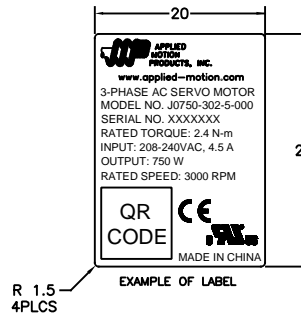 20
APPLIED
MOTION
PRODUCTS, INC.
www.applied-motion.com
3-PHASE AC SERVO MOTOR
MODEL NO. J0750-302-5-000
SERIAL NO. XXXXXXX
RATED TORQUE: 2.4 N-m
INPUT: 208-240VAC, 4.5 A
OUTPUT: 750 W
RATED SPEED: 3000 RPM
QR
CODE
CE
MADE IN CHINA
2
R 1.5
4PLCS
EXAMPLE OF LABEL